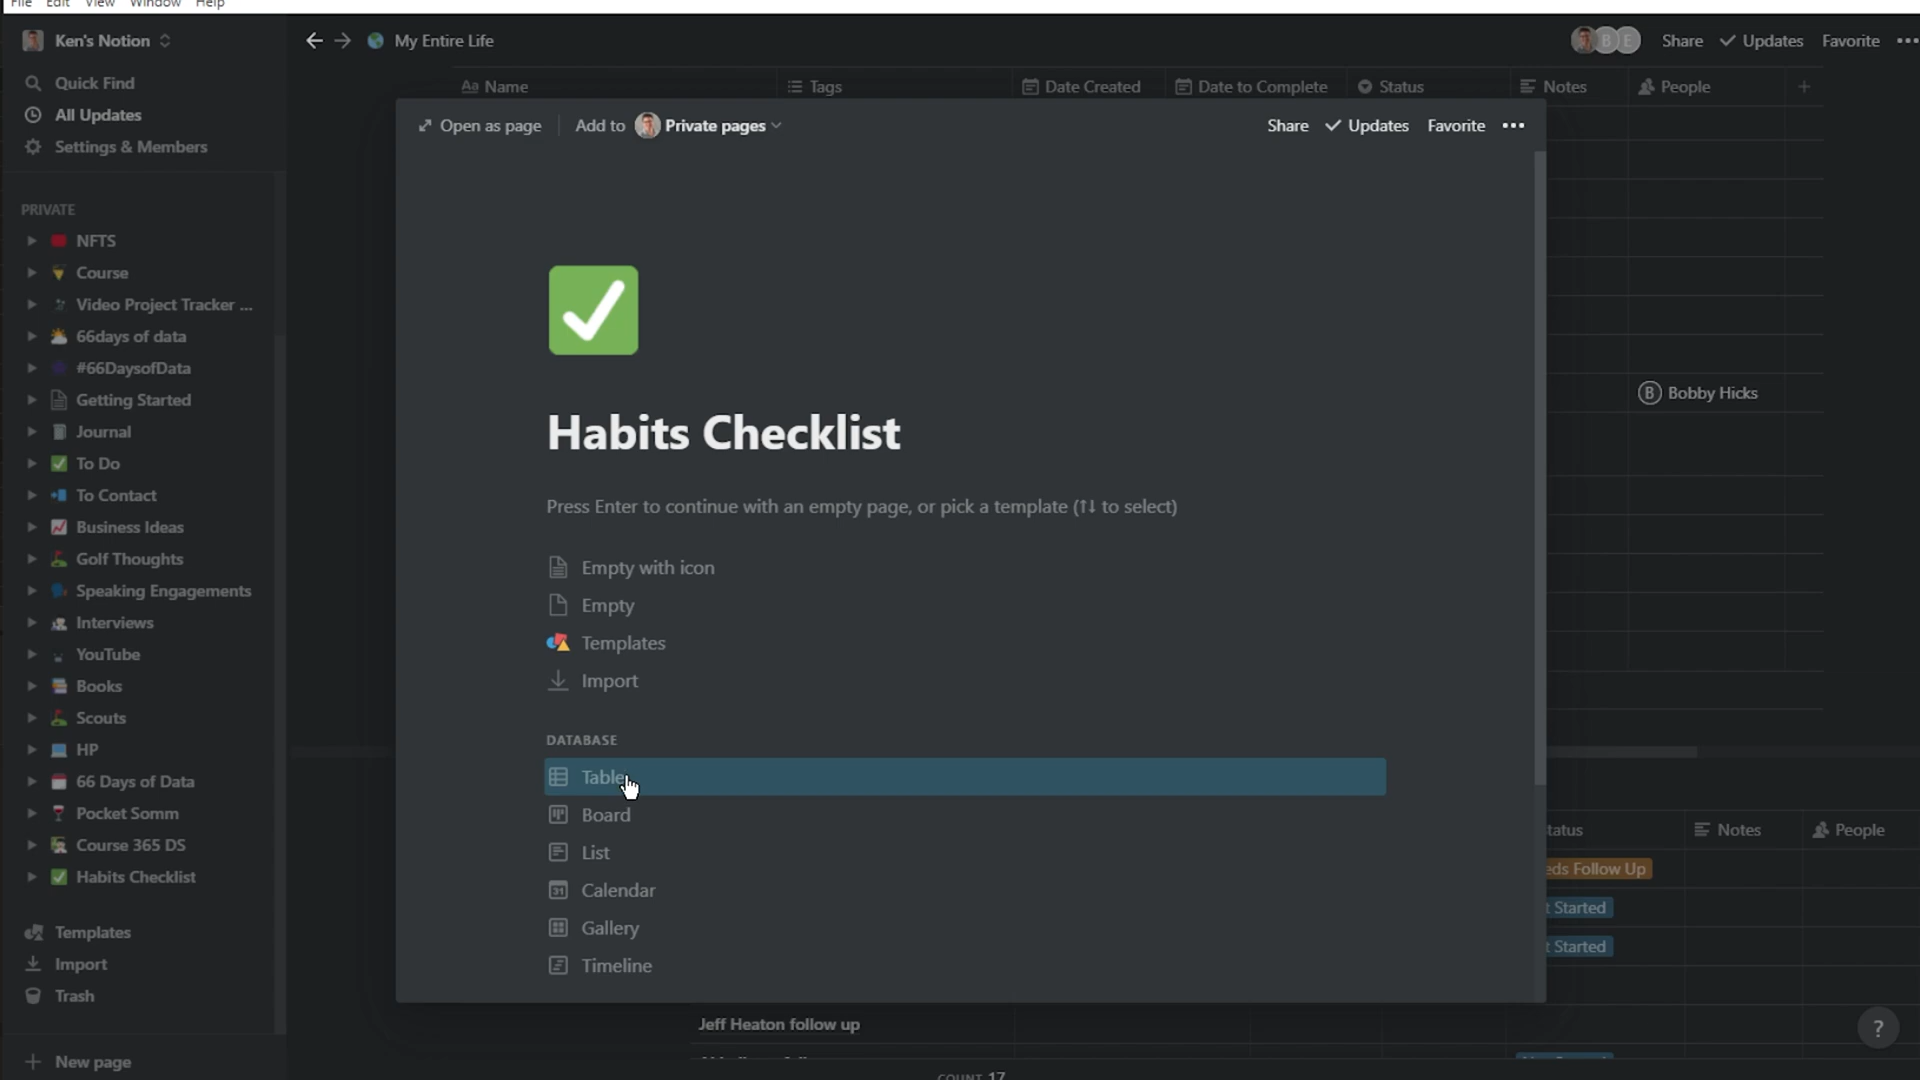 File Edit View Window Help
Ken's Notion
Quick Find
All Updates
Settings & Members
PRIVATE
NFTS
Course
Video Project Tracker ...
66days of data
#66DaysofData
Getting Started
Journal
To Do
To Contact
Business Ideas
Golf Thoughts
Speaking Engagements
Interviews
YouTube
Books
Scouts
HP
66 Days of Data
Pocket Somm
Course 365 DS
Habits Checklist
Templates
Import
Trash
New page
My Entire Life
B E Share Updates Favorite
Aa Name Tags Date Created Date to Complete Status Notes People
Open as page Add to Private pages
Share Updates Favorite
Habits Checklist
Press Enter to continue with an empty page, or pick a template (↑↓ to select)
Empty with icon
Empty
Templates
Import
DATABASE
Table
Board
List
31 Calendar
Gallery
Timeline
B Bobby Hicks
tatus Notes People
eds Follow Up
t Started
t Started
Jeff Heaton follow up
COUNT 17
?